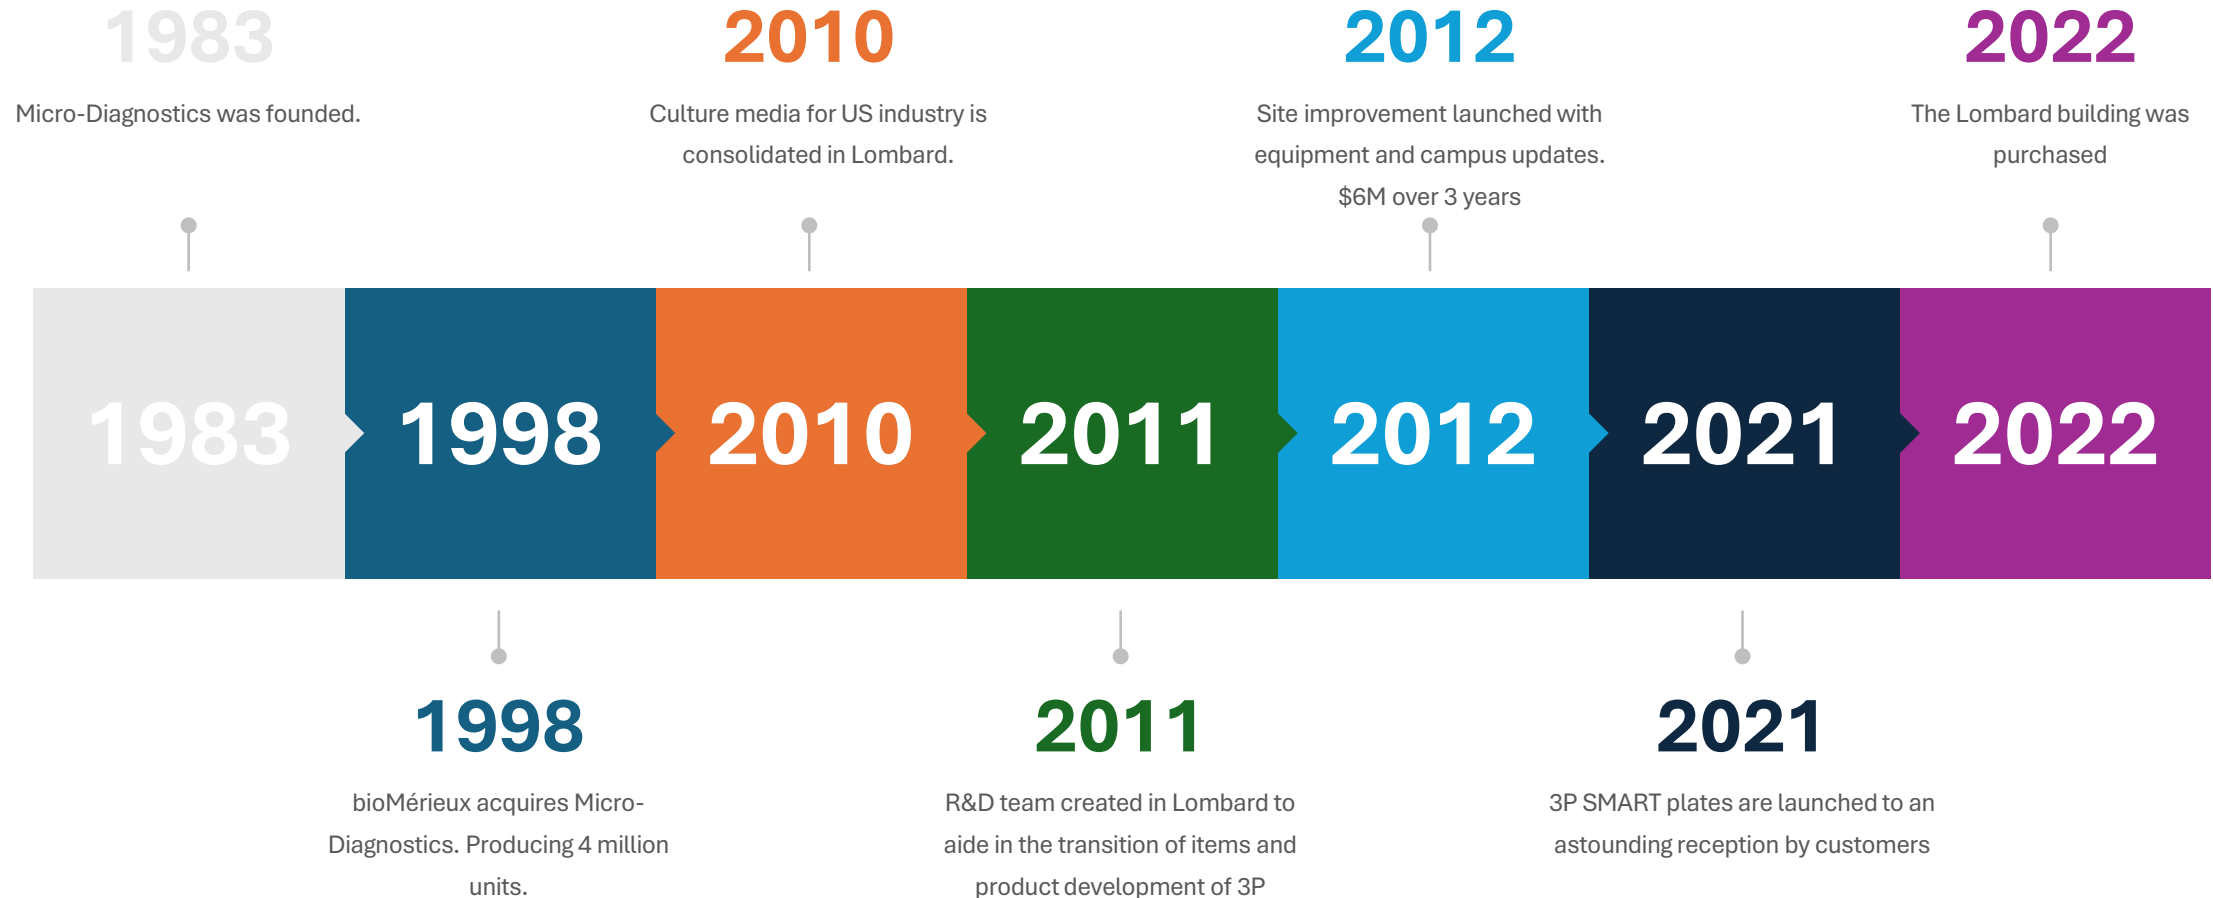 1983
Micro-Diagnostics was founded.
2010
Culture media for US industry is
consolidated in Lombard.
2012
Site improvement launched with
equipment and campus updates.
$6M over 3 years
2022
The Lombard building was
purchased
1983
1998
2010
2011
2012
2021
2022
1998
bioMérieux acquires Micro-
Diagnostics. Producing 4 million
units.
2011
R&D team created in Lombard to
aide in the transition of items and
product development of 3P
2021
3P SMART plates are launched to an
astounding reception by customers